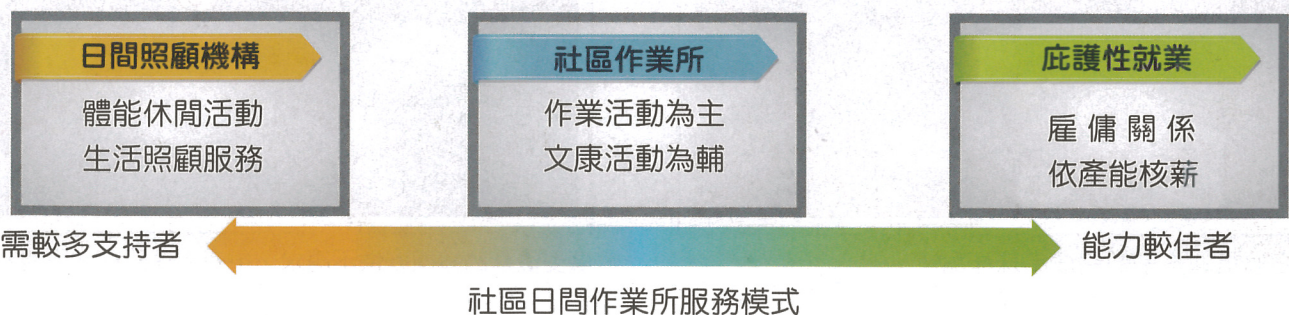 日間照顧機構
體能休閒活動
生活照顧服務
社區作業所
作業活動為主
文康活動為輔
庇護性就業
雇傭關係
依產能核薪
需較多支持者
能力較佳者
社區日間作業所服務模式